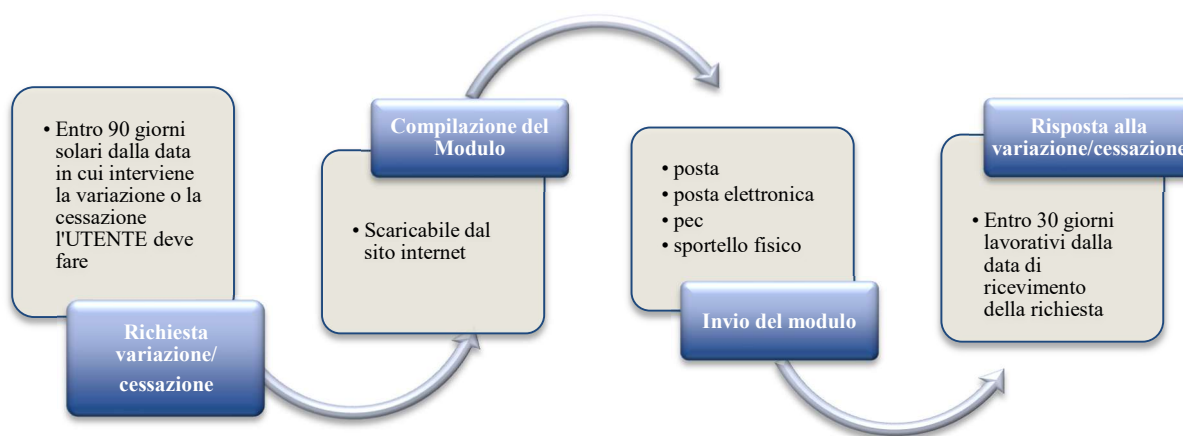 • Entro 90 giorni
solari dalla data
in cui interviene
la variazione o la
cessazione
l'UTENTE deve
fare
Richiesta
variazione/
cessazione
Compilazione del
Modulo
• Scaricabile dal
sito internet
• posta
• posta elettronica
• pec
• sportello fisico
Invio del modulo
Risposta alla
variazione/cessazione
• Entro 30 giorni
lavorativi dalla
data di
ricevimento
della richiesta